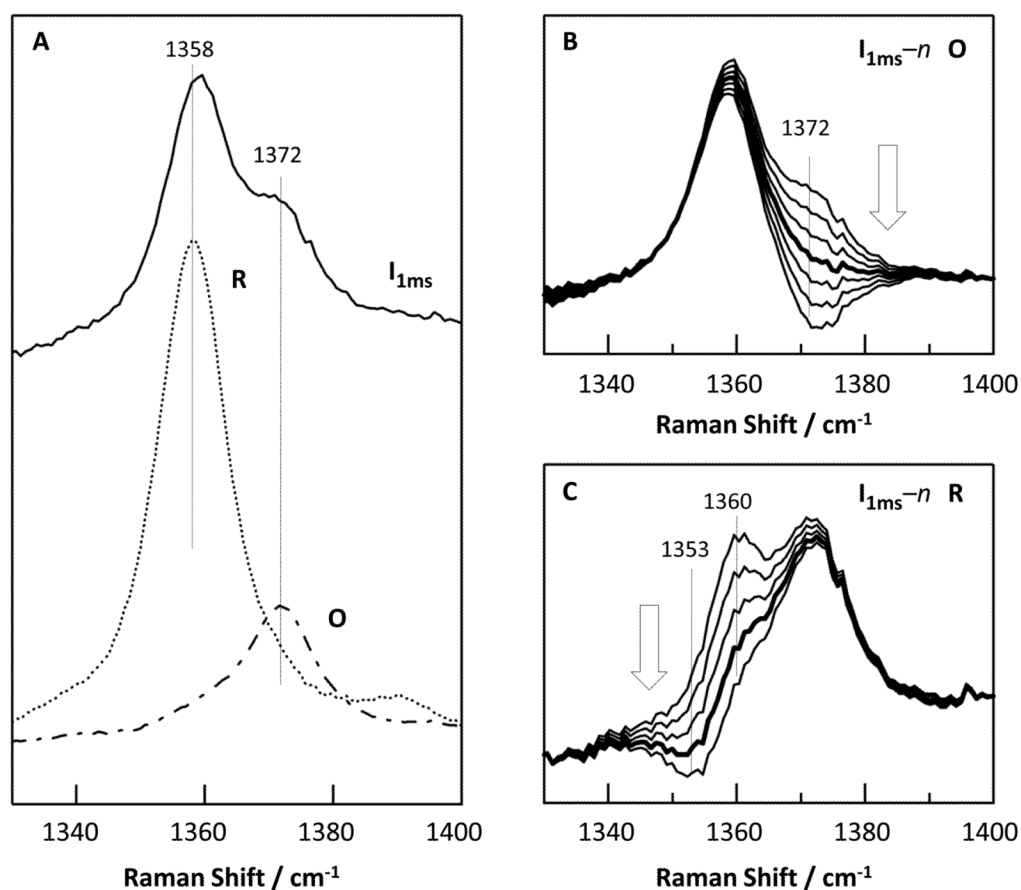 A
1358
1372
I1ms
R
O
1340 1360 1380 1400
Raman Shift / cm-1
B
I1ms–n O
1372
1340 1360 1380 1400
Raman Shift / cm-1
C
I1ms–n R
1360
1353
1340 1360 1380 1400
Raman Shift / cm-1